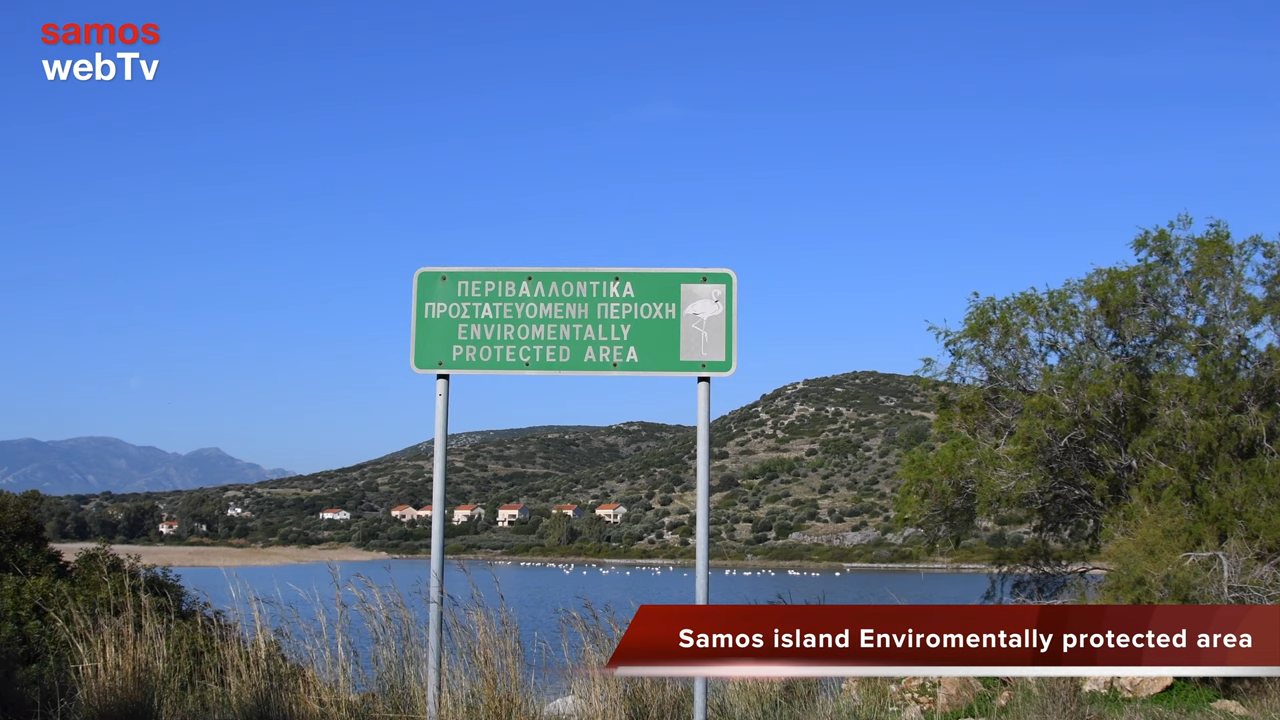 samos
webTv
ΠΕΡΙΒΑΛΛΟΝΤΙΚΑ
ΠΡΟΣΤΑΤΕΥΟΜΕΝΗ ΠΕΡΙΟΧΗ
ENVIROMENTALLY
PROTECTED AREA
Samos island Enviromentally protected area